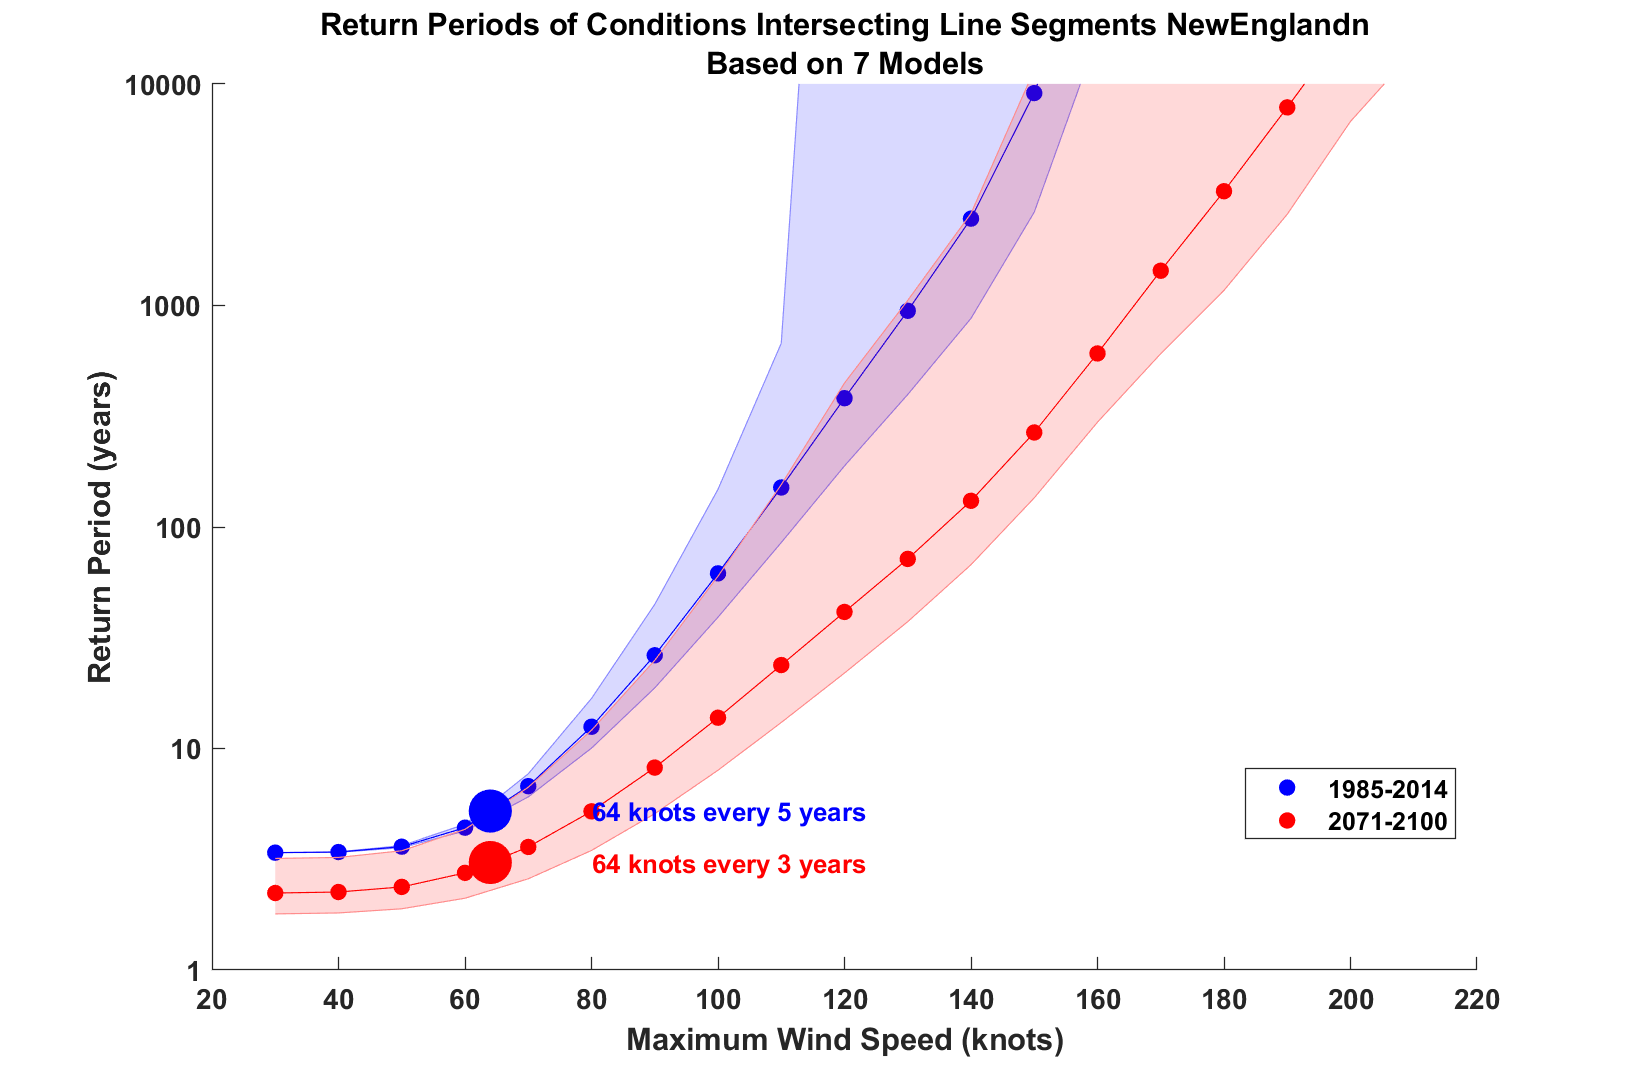 Return Periods of Conditions Intersecting Line Segments NewEnglandn
Based on 7 Models
10000
1000
100
10
1
Return Period (years)
64 knots every 5 years
64 knots every 3 years
1985-2014
2071-2100
20 40 60 80 100 120 140 160 180 200 220
Maximum Wind Speed (knots)